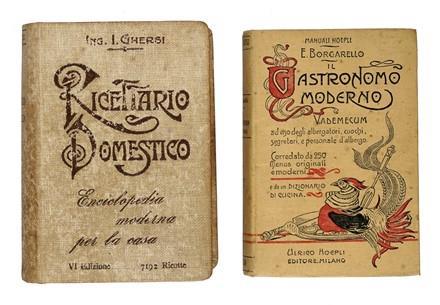 ING. I. GHERSI
RICETTARIO
DOMESTICO
Enciclopedia
moderna
per la casa
VI edizione 7192 Ricette
MANUALI HOEPLI
E. BORGARELLO
IL
GASTRONOMO
MODERNO
VADEMECUM
ad uso degli albergatori, cuochi,
segretari, e personale d'albergo.
Corredato da 250
Menus originali
e moderni
e da un DIZIONARIO
DI CUCINA.
ULRICO HOEPLI
EDITORE. MILANO